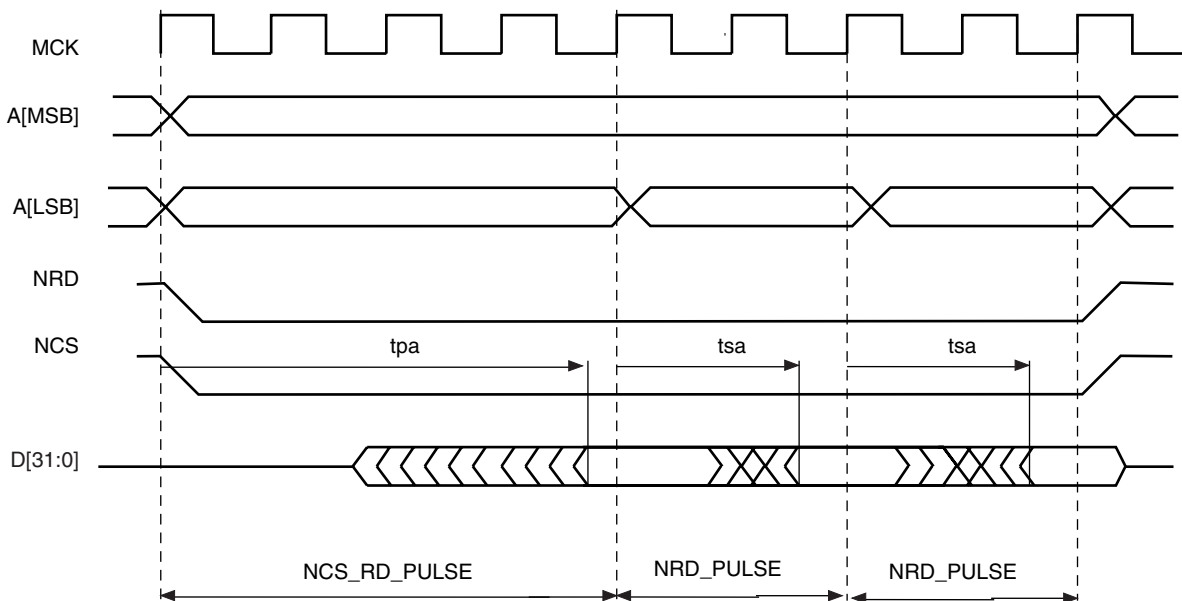 MCK
A[MSB]
A[LSB]
NRD
NCS
tpa
tsa
tsa
D[31:0]
NCS_RD_PULSE
NRD_PULSE
NRD_PULSE